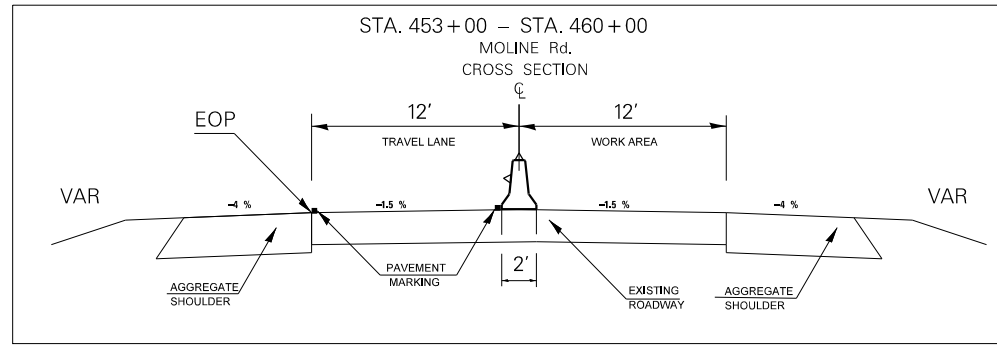 STA. 453+00 – STA. 460+00
MOLINE Rd.
CROSS SECTION
℄
12'
12'
EOP
TRAVEL LANE
WORK AREA
VAR
VAR
-4 %
-1.5 %
-1.5 %
-4 %
2'
AGGREGATE
SHOULDER
PAVEMENT
MARKING
EXISTING
ROADWAY
AGGREGATE
SHOULDER